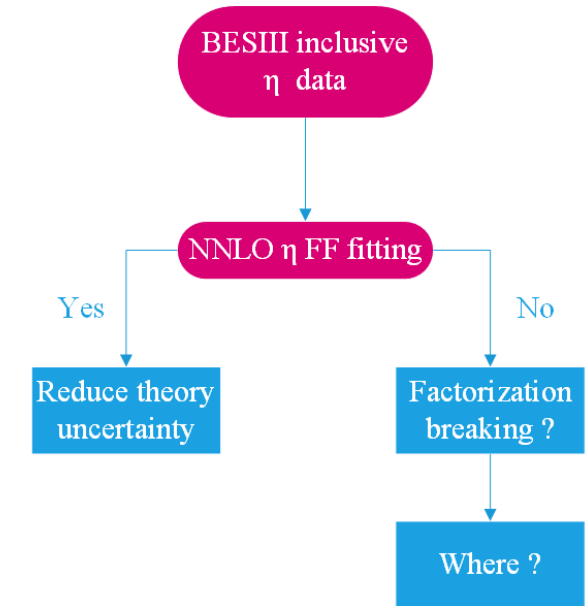 BESIII inclusive
η data
NNLO η FF fitting
Yes
No
Reduce theory
uncertainty
Factorization
breaking ?
Where ?